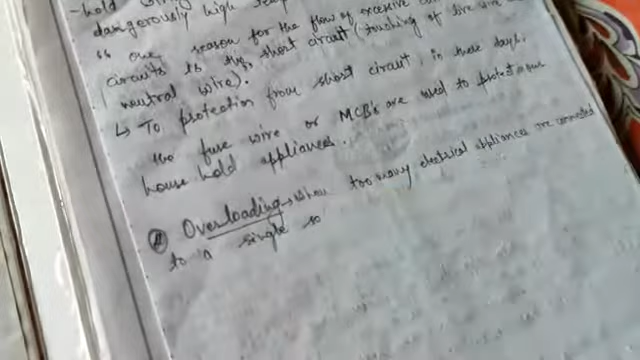 -hold
dangerously high
↳ one reason for the flow of excessive
circuits is the short circuit (touching of live wire
neutral wire).
↳ To protection from short circuit, in these days,
the fuse wire or MCB's are used to protect our
house hold appliances.
Overloading → when too many electrical appliances are connected
to a single so